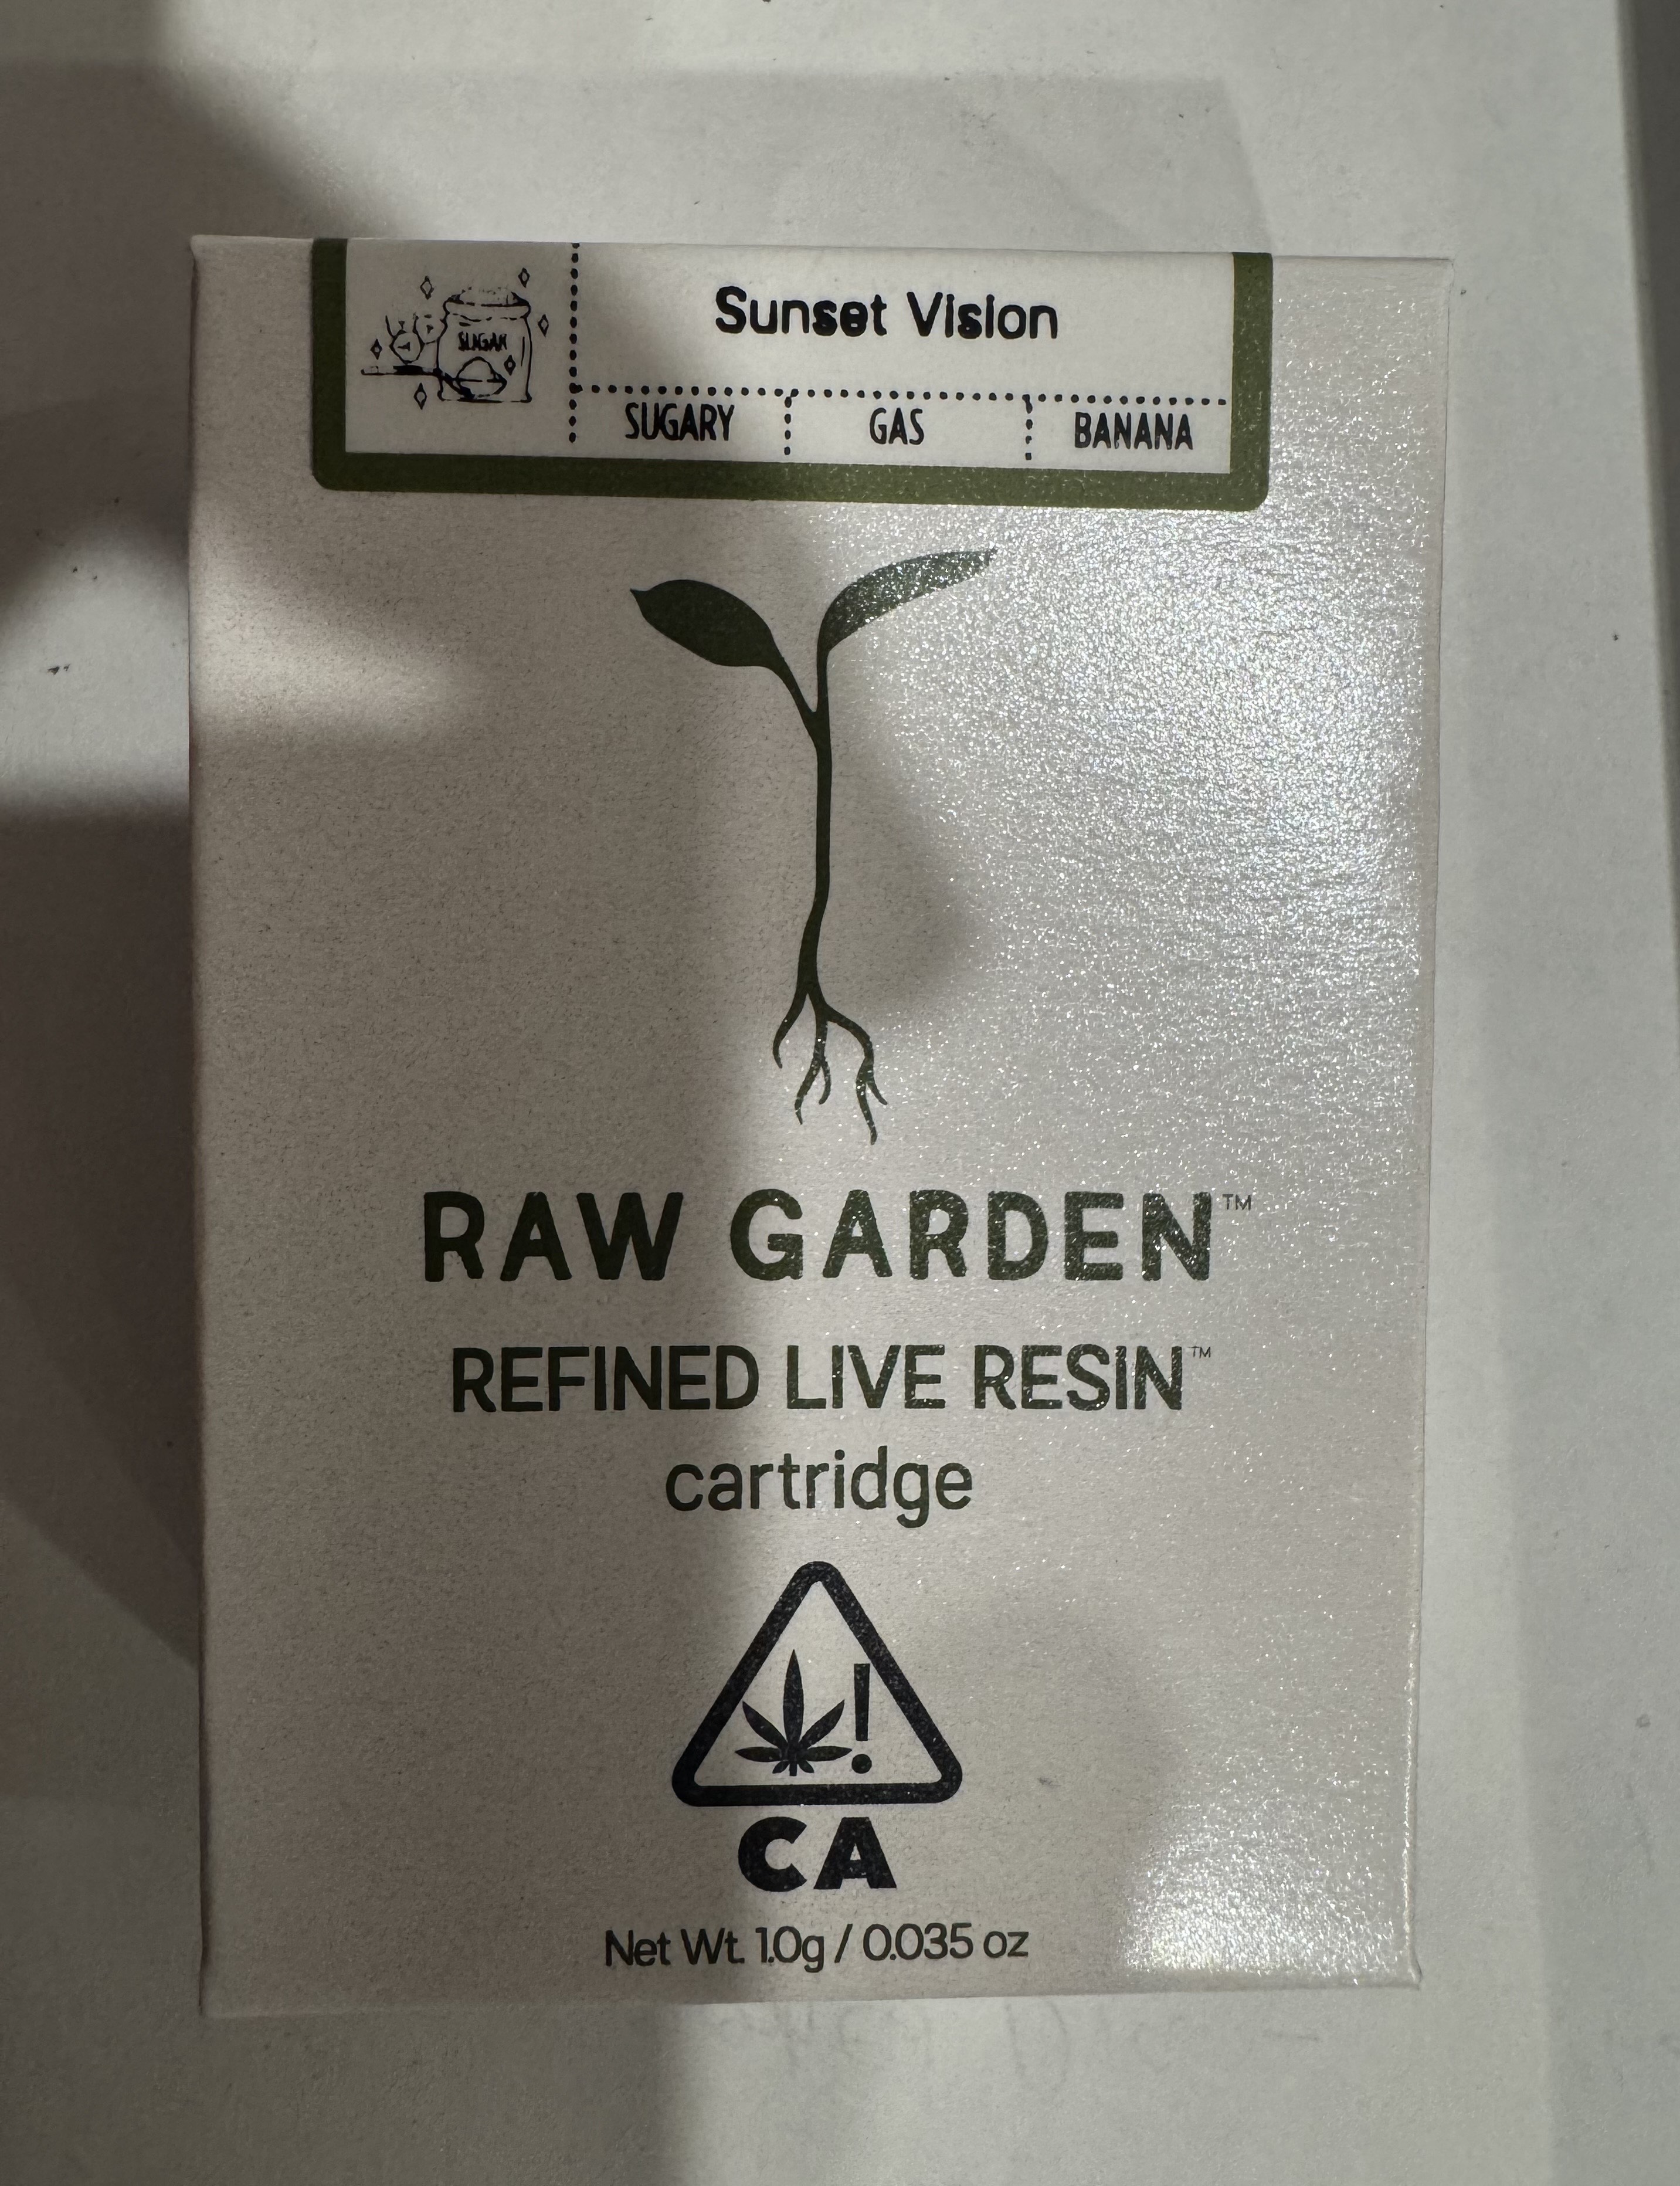 Sunset Vision
SUGAR
SUGARY GAS BANANA
RAW GARDEN™
REFINED LIVE RESIN™
cartridge
!
CA
Net Wt. 1.0g / 0.035 oz